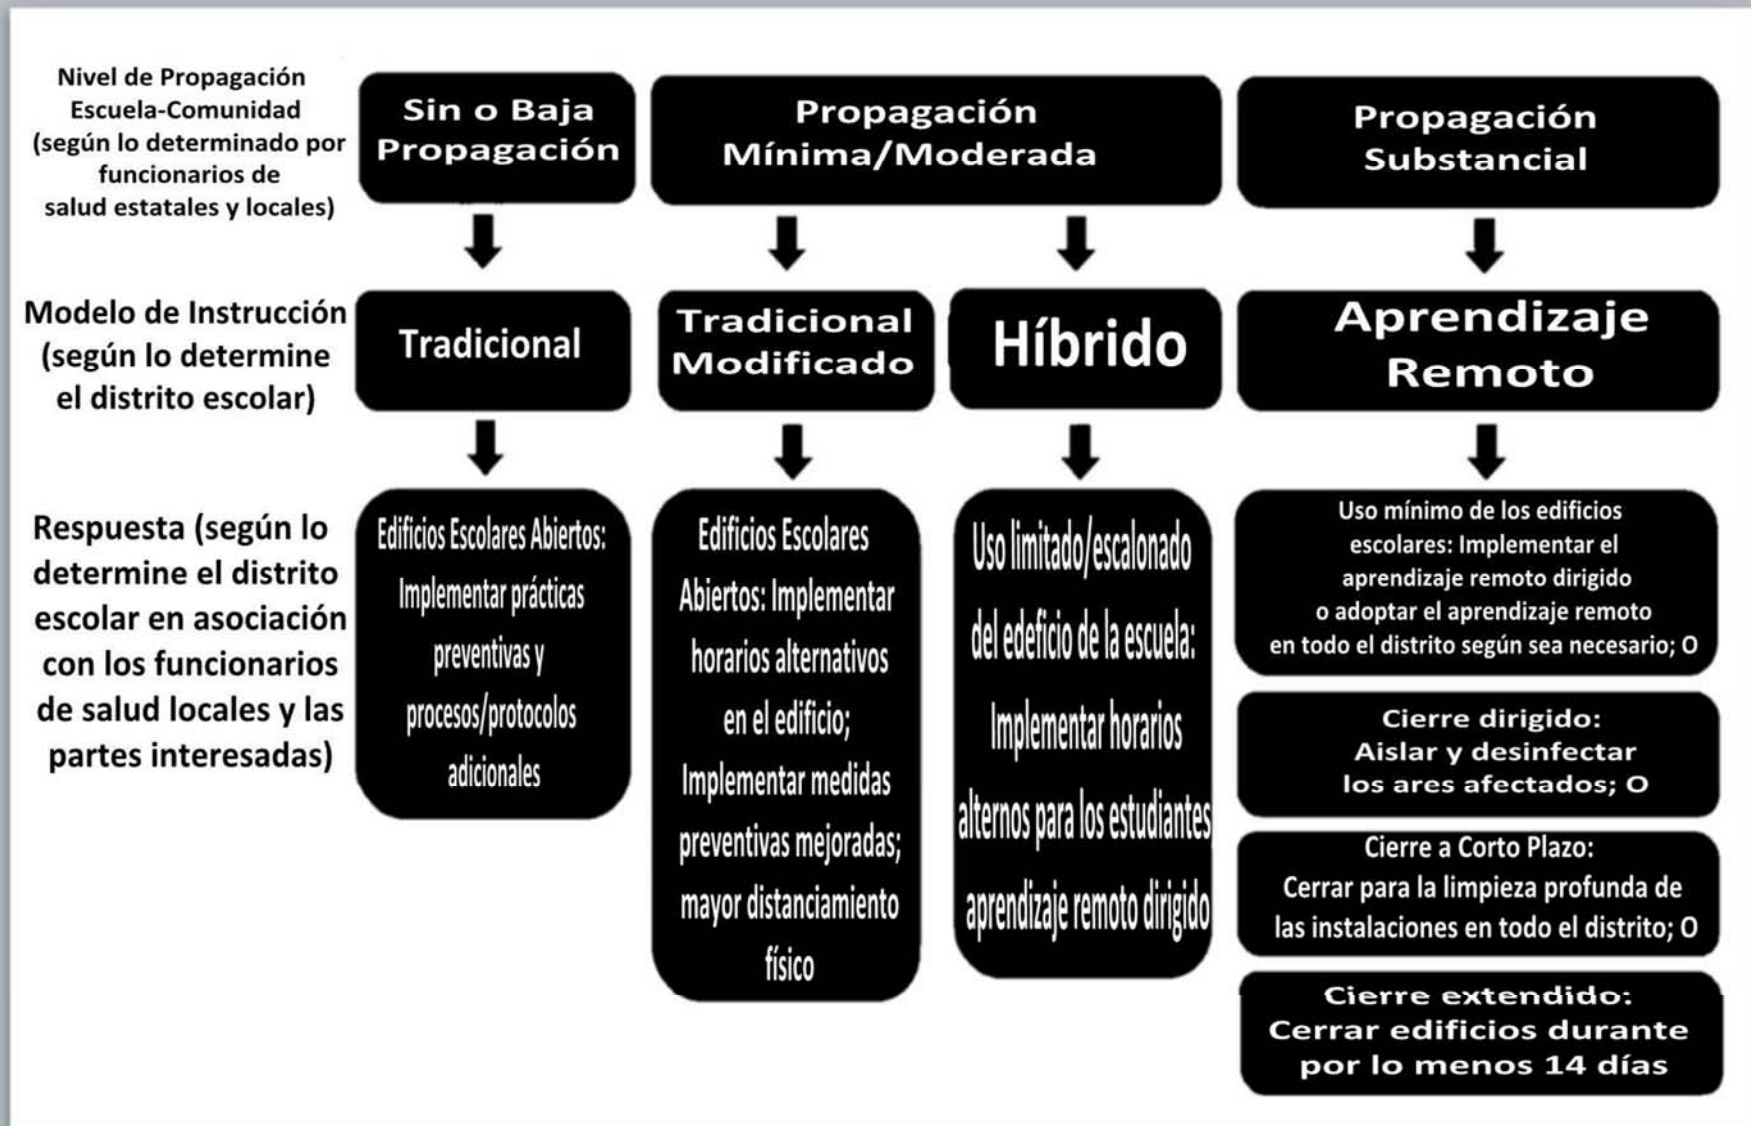 Nivel de Propagación
Escuela-Comunidad
(según lo determinado por
funcionarios de
salud estatales y locales)
Sin o Baja
Propagación
Propagación
Mínima/Moderada
Propagación
Substancial
Modelo de Instrucción
(según lo determine
el distrito escolar)
Tradicional
Tradicional
Modificado
Híbrido
Aprendizaje
Remoto
Respuesta (según lo
determine el distrito
escolar en asociación
con los funcionarios
de salud locales y las
partes interesadas)
Edificios Escolares Abiertos:
Implementar prácticas
preventivas y
procesos/protocolos
adicionales
Edificios Escolares
Abiertos: Implementar
horarios alternativos
en el edificio;
Implementar medidas
preventivas mejoradas;
mayor distanciamiento
físico
Uso limitado/escalonado
del edeficio de la escuela:
Implementar horarios
alternos para los estudiantes
aprendizaje remoto dirigido
Uso mínimo de los edificios
escolares: Implementar el
aprendizaje remoto dirigido
o adoptar el aprendizaje remoto
en todo el distrito según sea necesario; O
Cierre dirigido:
Aislar y desinfectar
los ares afectados; O
Cierre a Corto Plazo:
Cerrar para la limpieza profunda de
las instalaciones en todo el distrito; O
Cierre extendido:
Cerrar edificios durante
por lo menos 14 días